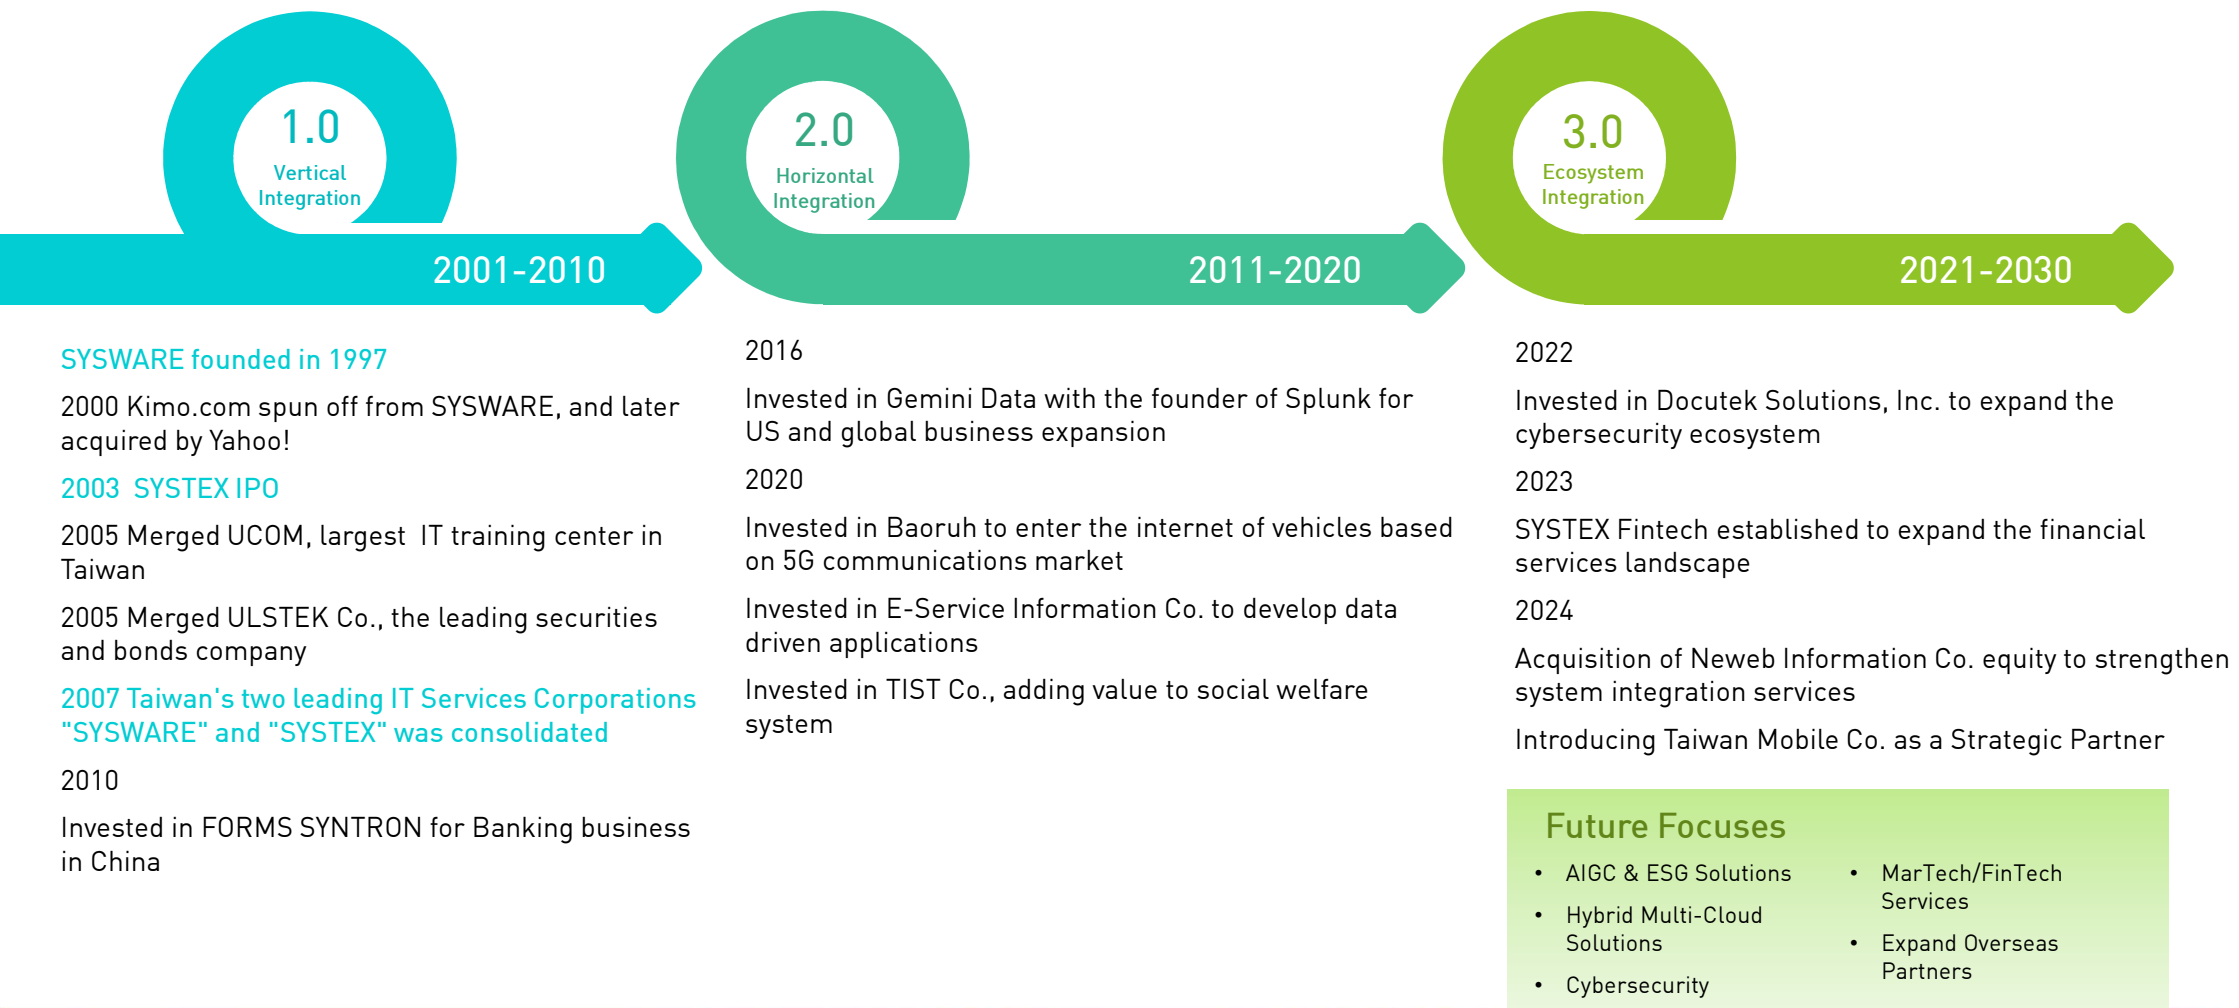 1.0
Vertical
Integration
2001-2010
SYSWARE founded in 1997
2000 Kimo.com spun off from SYSWARE, and later
acquired by Yahoo!
2003 SYSTEX IPO
2005 Merged UCOM, largest IT training center in
Taiwan
2005 Merged ULSTEK Co., the leading securities
and bonds company
2007 Taiwan's two leading IT Services Corporations
"SYSWARE" and "SYSTEX" was consolidated
2010
Invested in FORMS SYNTRON for Banking business
in China
2.0
Horizontal
Integration
2011-2020
2016
Invested in Gemini Data with the founder of Splunk for
US and global business expansion
2020
Invested in Baoruh to enter the internet of vehicles based
on 5G communications market
Invested in E-Service Information Co. to develop data
driven applications
Invested in TIST Co., adding value to social welfare
system
3.0
Ecosystem
Integration
2021-2030
2022
Invested in Docutek Solutions, Inc. to expand the
cybersecurity ecosystem
2023
SYSTEX Fintech established to expand the financial
services landscape
2024
Acquisition of Neweb Information Co. equity to strengthen
system integration services
Introducing Taiwan Mobile Co. as a Strategic Partner
Future Focuses
• AIGC & ESG Solutions
• Hybrid Multi-Cloud
Solutions
• Cybersecurity
• MarTech/FinTech
Services
• Expand Overseas
Partners